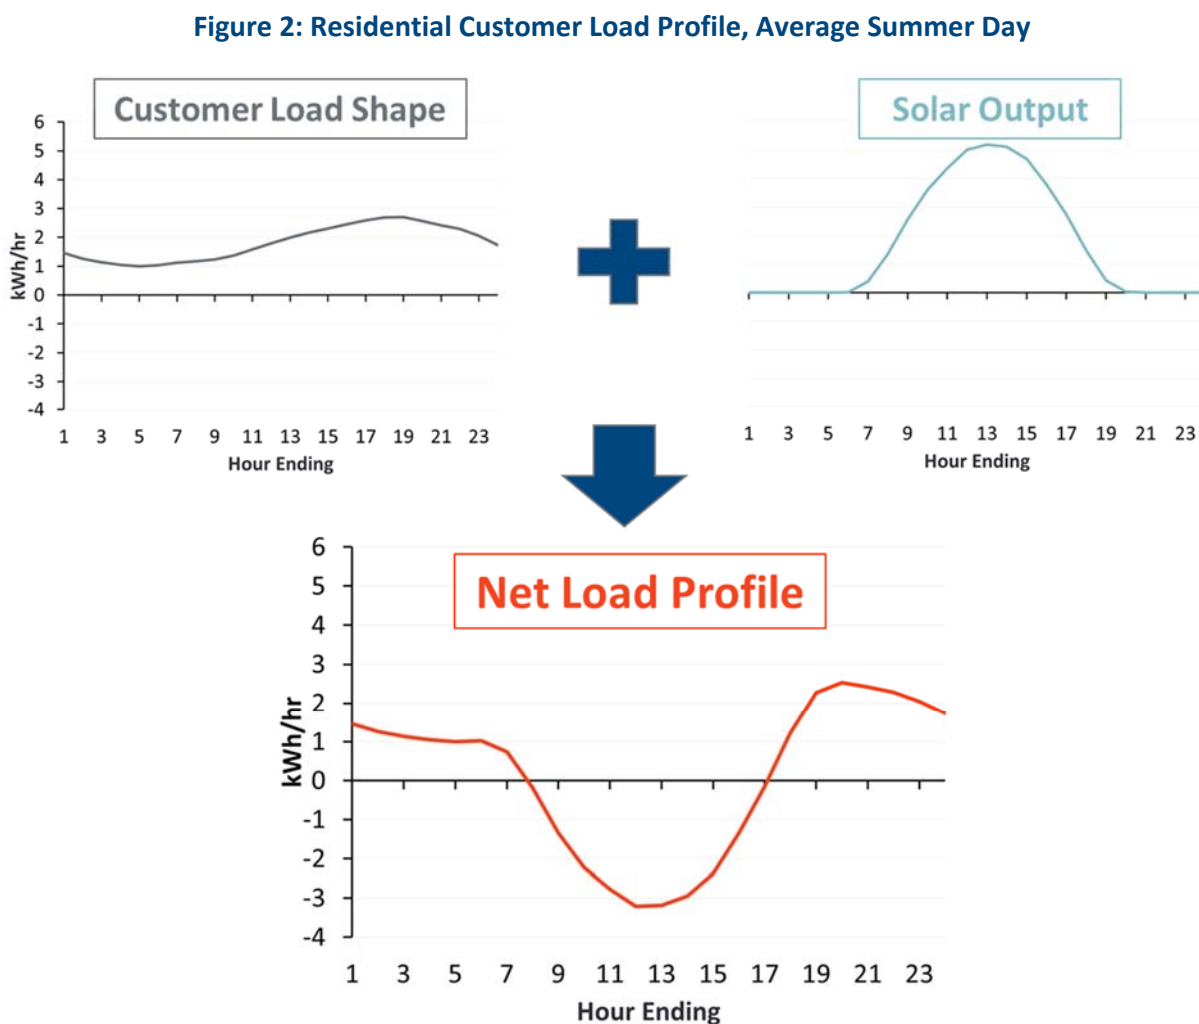 Figure 2: Residential Customer Load Profile, Average Summer Day
Customer Load Shape
6
5
4
3
2
1
0
-1
-2
-3
-4
kWh/hr
1 3 5 7 9 11 13 15 17 19 21 23
Hour Ending
Solar Output
1 3 5 7 9 11 13 15 17 19 21 23
Hour Ending
Net Load Profile
6
5
4
3
2
1
0
-1
-2
-3
-4
kWh/hr
1 3 5 7 9 11 13 15 17 19 21 23
Hour Ending